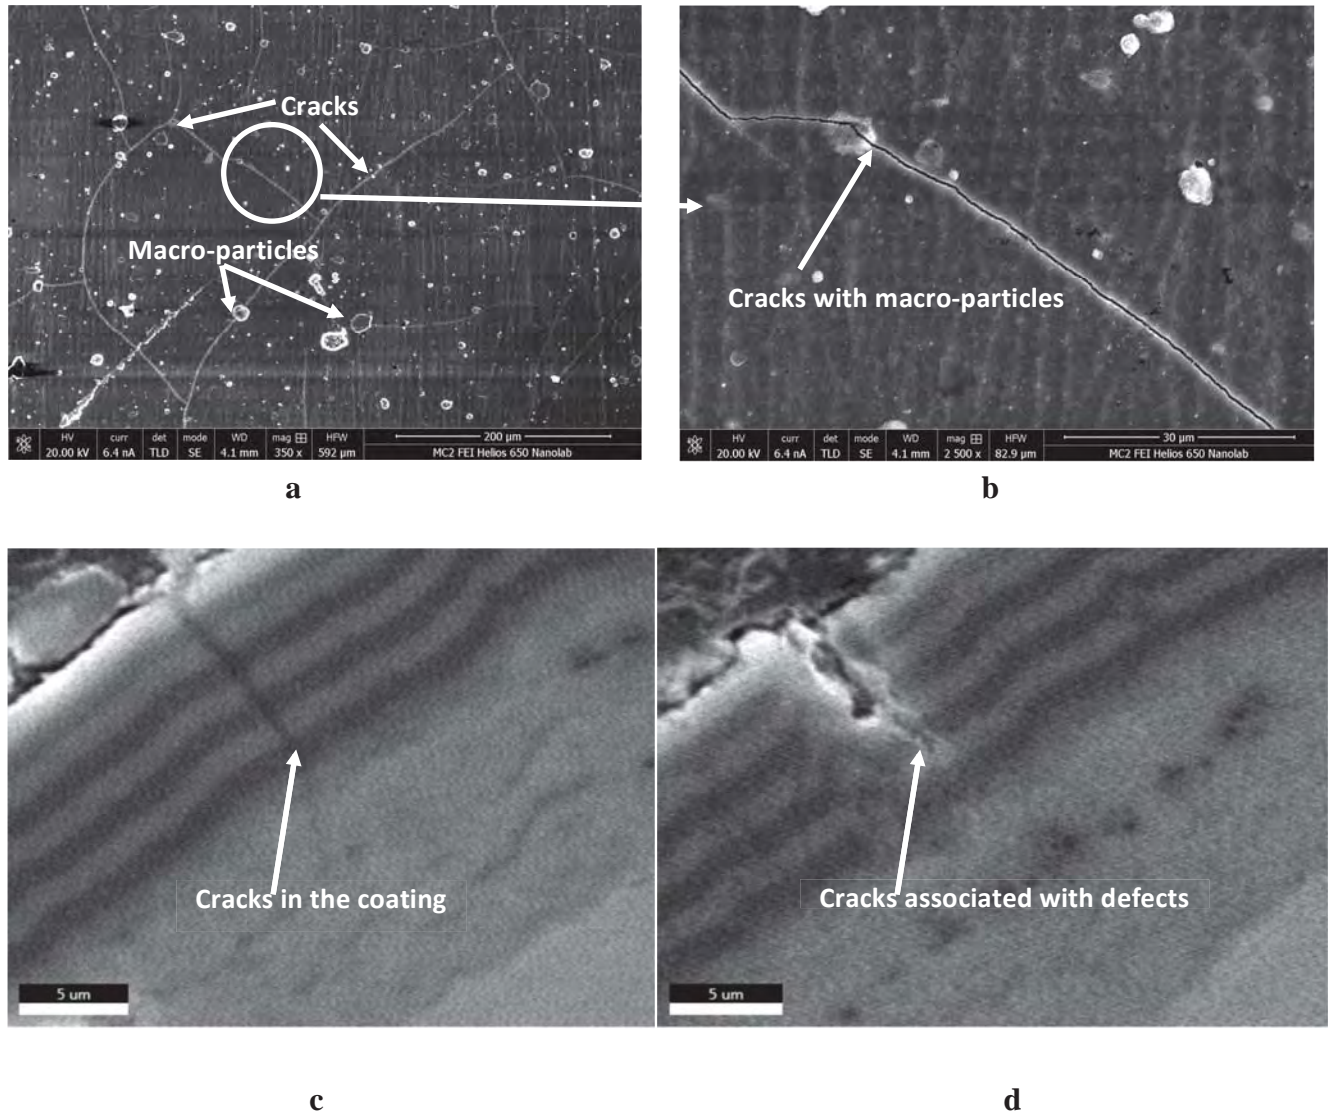 Cracks
Macro-particles
HV curr det mode WD mag HFW 200 µm
20.00 kV 6.4 nA TLD SE 4.1 mm 350 x 592 µm MC2 FEI Helios 650 Nanolab
a
Cracks with macro-particles
HV curr det mode WD mag HFW 30 µm
20.00 kV 6.4 nA TLD SE 4.1 mm 2 500 x 82.9 µm MC2 FEI Helios 650 Nanolab
b
Cracks in the coating
5 um
c
Cracks associated with defects
5 um
d